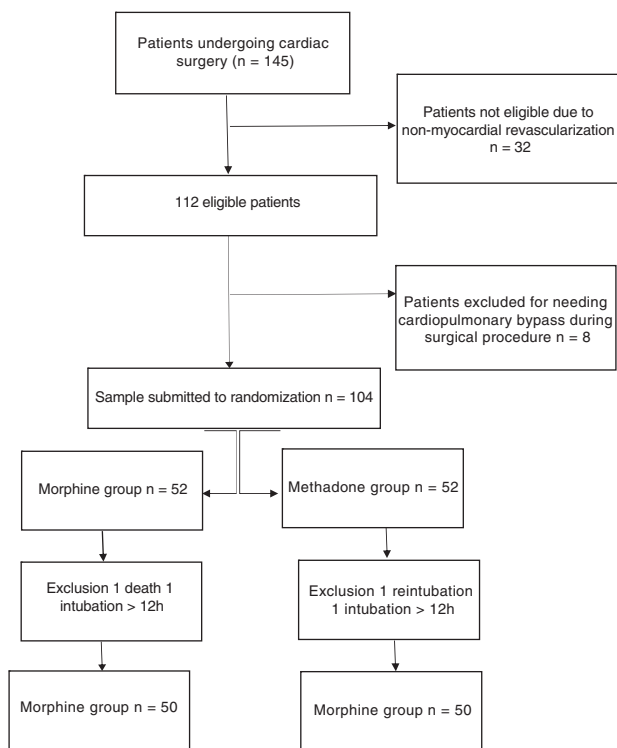 Patients undergoing cardiac
surgery (n = 145)
Patients not eligible due to
non-myocardial revascularization
n = 32
112 eligible patients
Patients excluded for needing
cardiopulmonary bypass during
surgical procedure n = 8
Sample submitted to randomization n = 104
Morphine group n = 52
Methadone group n = 52
Exclusion 1 death 1
intubation > 12h
Exclusion 1 reintubation
1 intubation > 12h
Morphine group n = 50
Morphine group n = 50